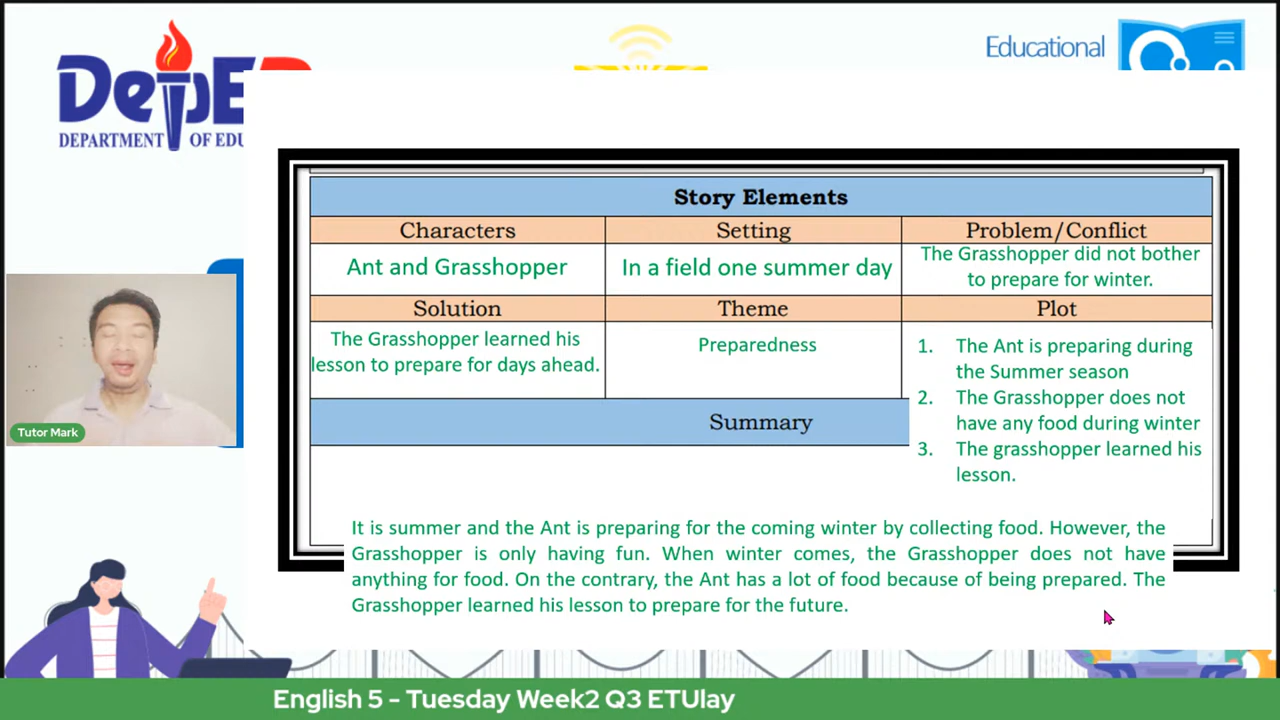 DepE
DEPARTMENT OF EDU
Educational
Story Elements
Characters
Setting
Problem/Conflict
Ant and Grasshopper
In a field one summer day
The Grasshopper did not bother
to prepare for winter.
Solution
Theme
Plot
The Grasshopper learned his
lesson to prepare for days ahead.
Preparedness
1. The Ant is preparing during
the Summer season
2. The Grasshopper does not
have any food during winter
3. The grasshopper learned his
lesson.
Summary
It is summer and the Ant is preparing for the coming winter by collecting food. However, the
Grasshopper is only having fun. When winter comes, the Grasshopper does not have
anything for food. On the contrary, the Ant has a lot of food because of being prepared. The
Grasshopper learned his lesson to prepare for the future.
Tutor Mark
English 5 - Tuesday Week2 Q3 ETUlay